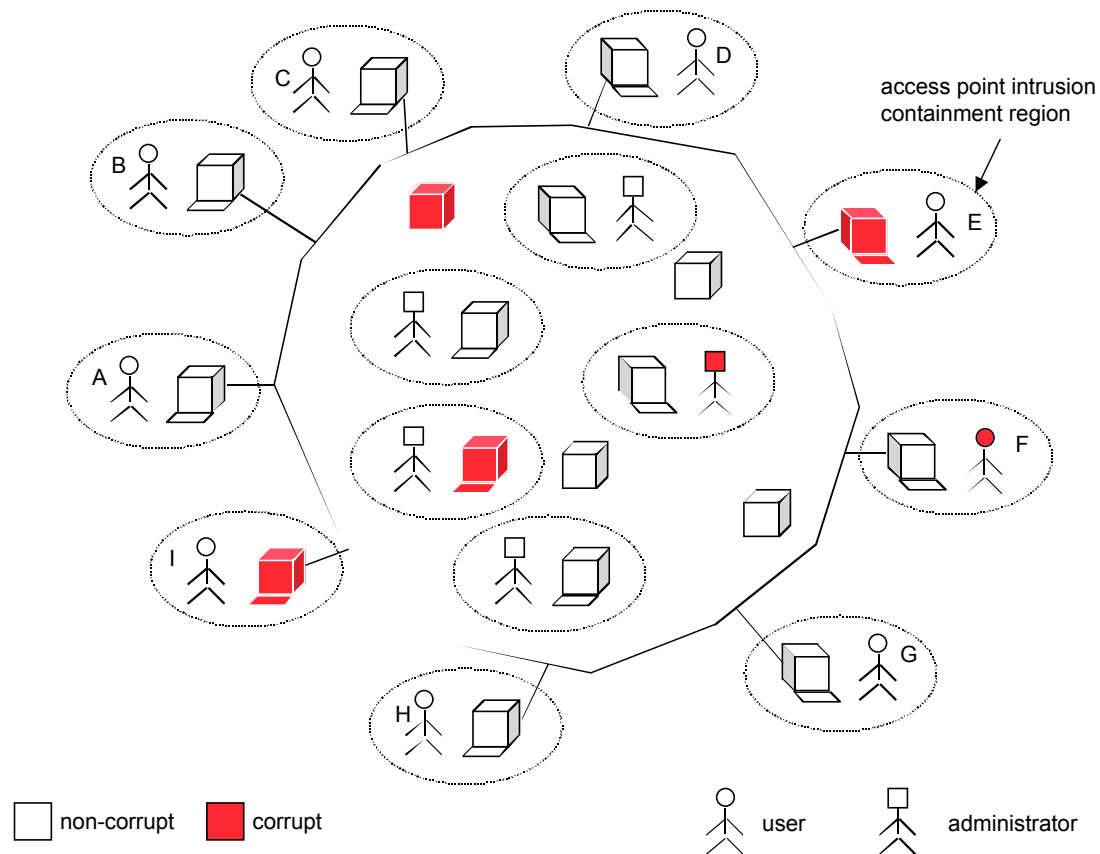 C
D
access point intrusion
containment region
B
E
A
F
I
G
H
non-corrupt
corrupt
user
administrator